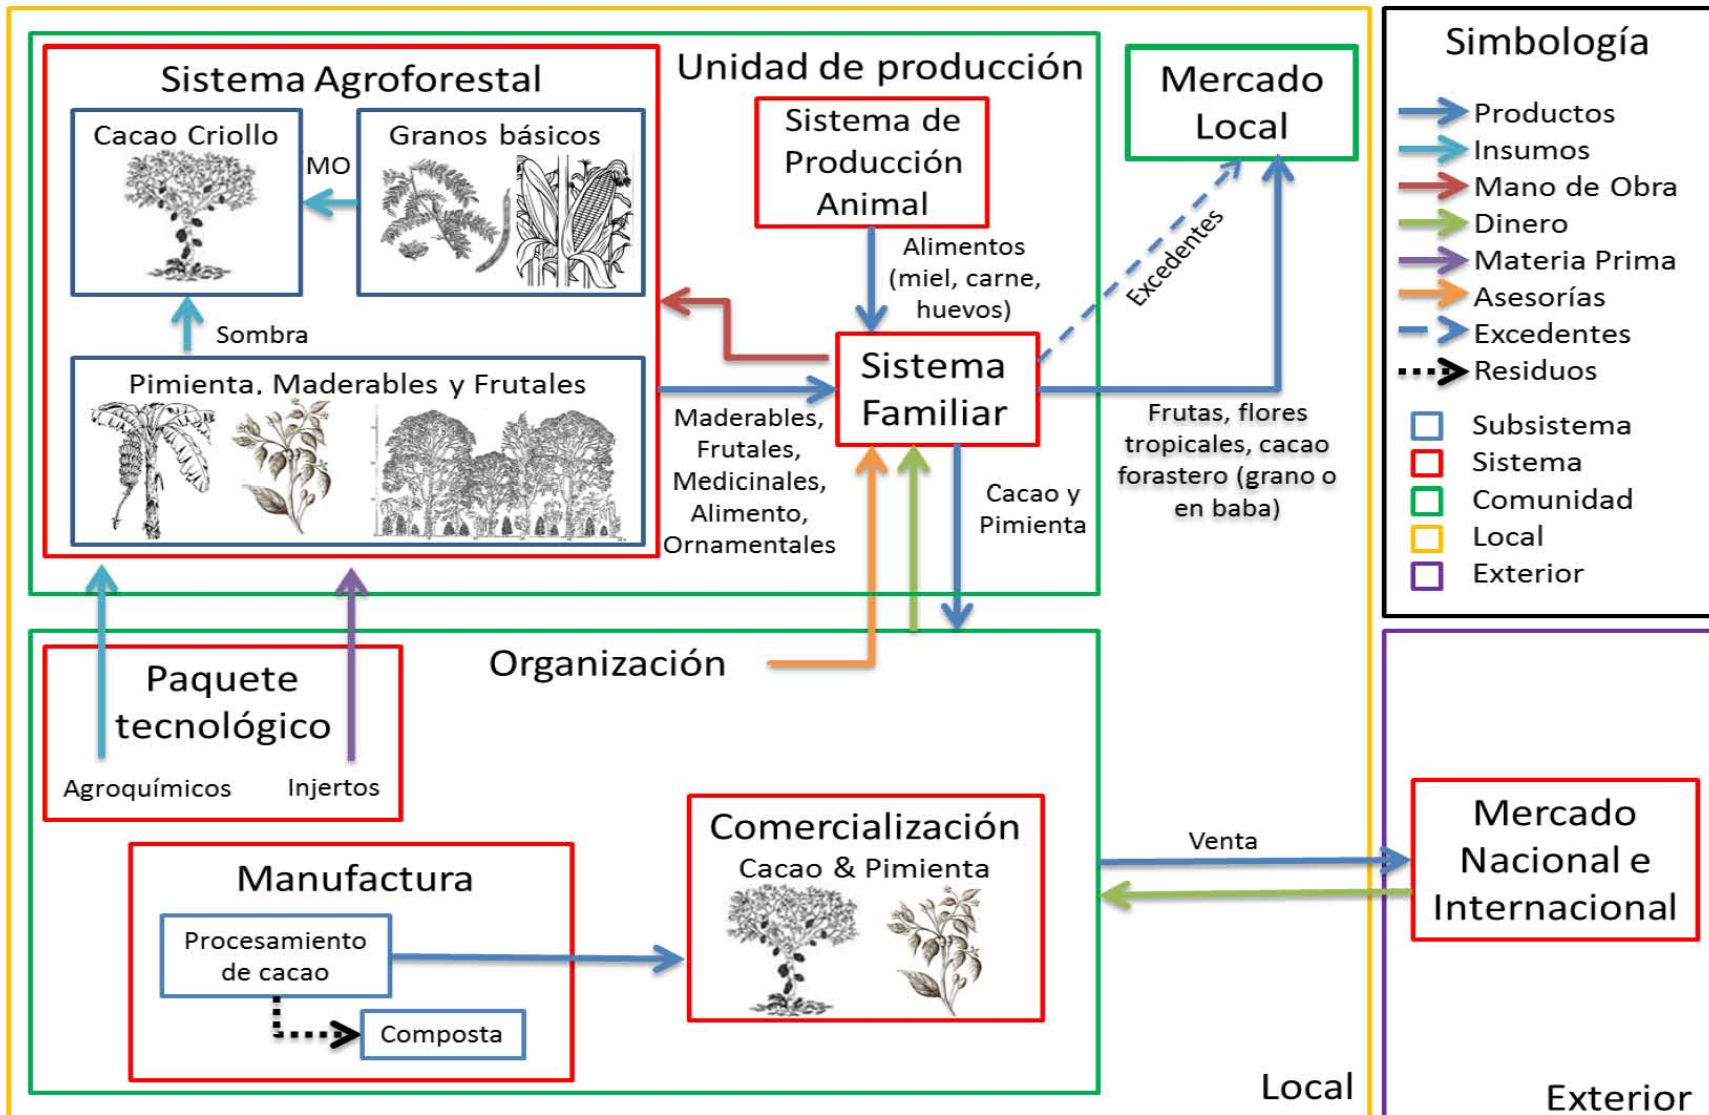 Sistema Agroforestal
Cacao Criollo
MO
Granos básicos
Sombra
Pimienta, Maderables y Frutales
Unidad de producción
Sistema de
Producción
Animal
Alimentos
(miel, carne,
huevos)
Sistema
Familiar
Maderables,
Frutales,
Medicinales,
Alimento,
Ornamentales
Cacao y
Pimienta
Mercado
Local
Excedentes
Frutas, flores
tropicales, cacao
forastero (grano o
en baba)
Simbología
Productos
Insumos
Mano de Obra
Dinero
Materia Prima
Asesorías
Excedentes
Residuos
Subsistema
Sistema
Comunidad
Local
Exterior
Paquete
tecnológico
Agroquímicos
Injertos
Organización
Manufactura
Procesamiento
de cacao
Composta
Comercialización
Cacao & Pimienta
Venta
Mercado
Nacional e
Internacional
Local
Exterior